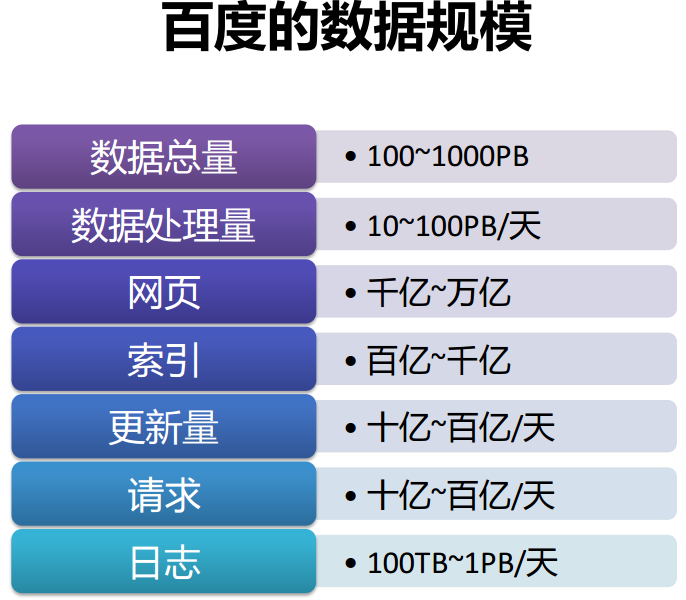 百度的数据规模
数据总量
• 100~1000PB
数据处理量
• 10~100PB/天
网页
• 千亿~万亿
索引
• 百亿~千亿
更新量
• 十亿~百亿/天
请求
• 十亿~百亿/天
日志
• 100TB~1PB/天